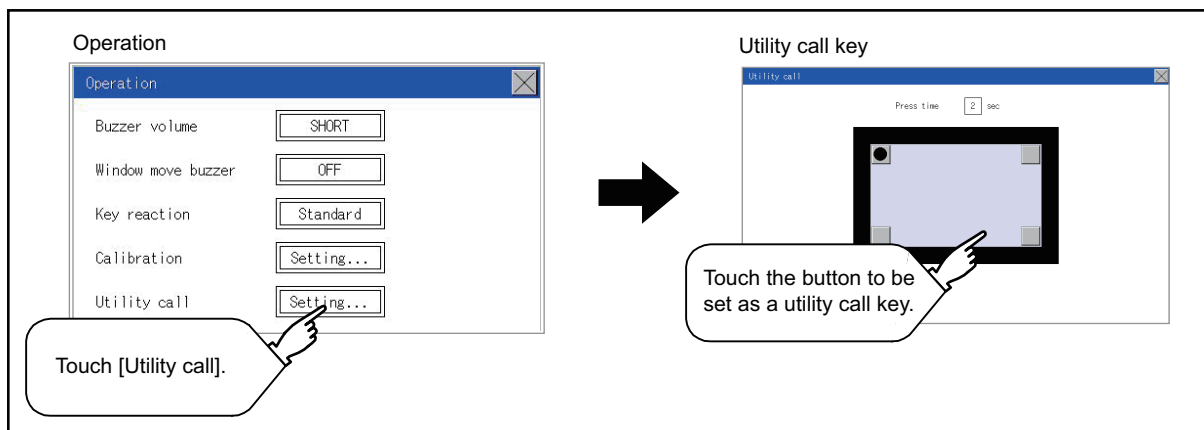 Operation
Operation
Buzzer volume SHORT
Window move buzzer OFF
Key reaction Standard
Calibration Setting...
Utility call Setting...
Touch [Utility call].
Utility call key
Utility call
Press time 2 sec
Touch the button to be
set as a utility call key.